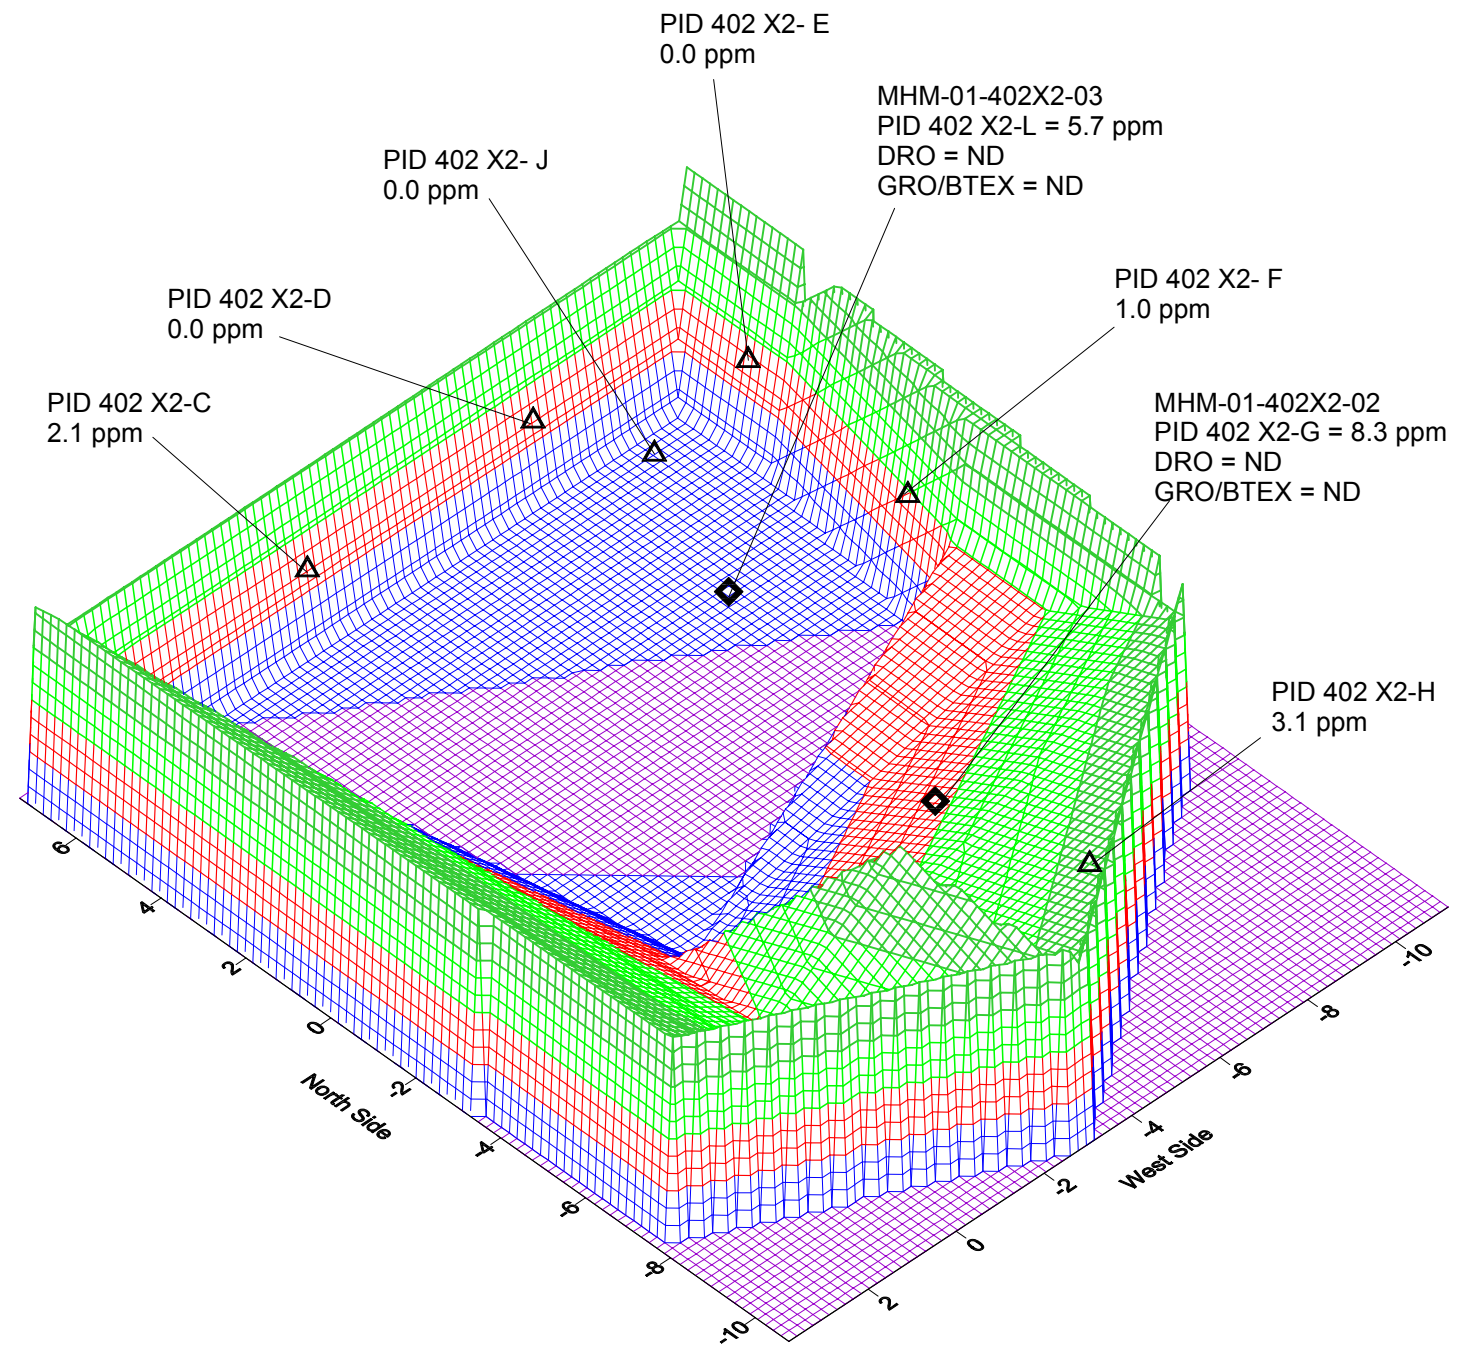 PID 402 X2- E
0.0 ppm
MHM-01-402X2-03
PID 402 X2-L = 5.7 ppm
DRO = ND
GRO/BTEX = ND
PID 402 X2- J
0.0 ppm
PID 402 X2- F
1.0 ppm
PID 402 X2-D
0.0 ppm
PID 402 X2-C
2.1 ppm
MHM-01-402X2-02
PID 402 X2-G = 8.3 ppm
DRO = ND
GRO/BTEX = ND
PID 402 X2-H
3.1 ppm
6
4
2
0
-2
-4
-6
-8
-10
North Side
2
0
-2
-4
-6
-8
-10
West Side